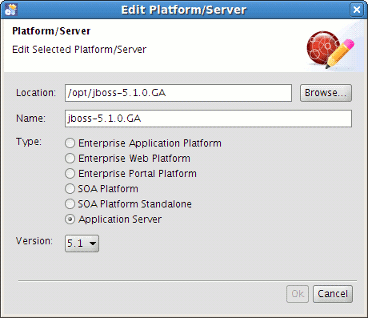 Edit Platform/Server
Platform/Server
Edit Selected Platform/Server
Location: /opt/jboss-5.1.0.GA Browse...
Name: jboss-5.1.0.GA
Type: Enterprise Application Platform
Enterprise Web Platform
Enterprise Portal Platform
SOA Platform
SOA Platform Standalone
Application Server
Version: 5.1
Ok Cancel